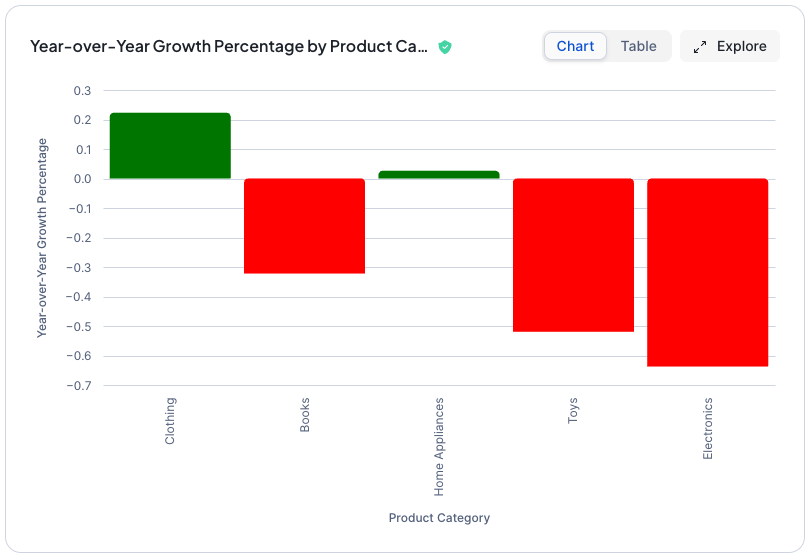 Year-over-Year Growth Percentage by Product Ca...
Chart
Table
Explore
Year-over-Year Growth Percentage
0.3
0.2
0.1
0.0
−0.1
−0.2
−0.3
−0.4
−0.5
−0.6
−0.7
Clothing
Books
Home Appliances
Toys
Electronics
Product Category